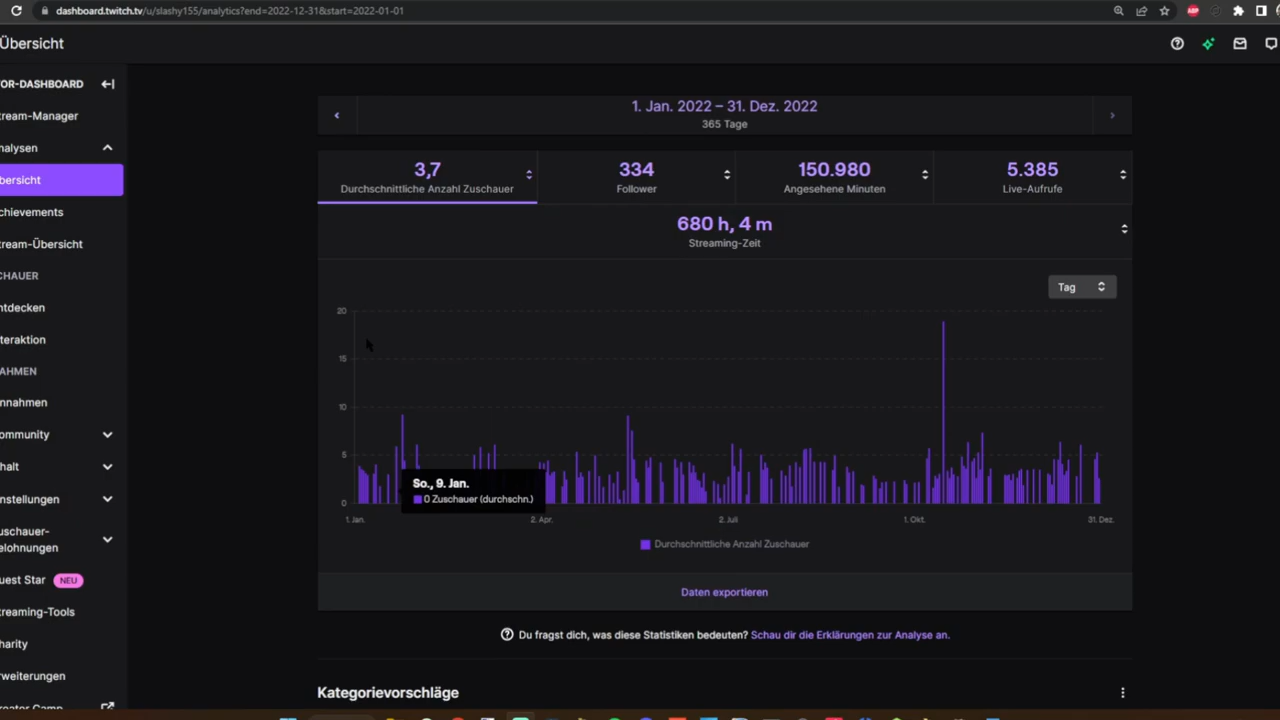 dashboard.twitch.tv/u/slashy155/analytics?end=2022-12-31&start=2022-01-01
Übersicht
OR-DASHBOARD
ream-Manager
nalysen
bersicht
chievements
ream-Übersicht
CHAUER
ntdecken
teraktion
AHMEN
nnahmen
ommunity
halt
nstellungen
uschauer-
elohnungen
uest Star NEU
treaming-Tools
harity
rweiterungen
reator Camp
1. Jan. 2022 – 31. Dez. 2022
365 Tage
3,7
Durchschnittliche Anzahl Zuschauer
334
Follower
150.980
Angesehene Minuten
5.385
Live-Aufrufe
680 h, 4 m
Streaming-Zeit
Tag
20
15
10
5
0
So., 9. Jan.
0 Zuschauer (durchschn.)
1. Jan.
2. Apr.
2. Juli
1. Okt.
31. Dez.
Durchschnittliche Anzahl Zuschauer
Daten exportieren
Du fragst dich, was diese Statistiken bedeuten? Schau dir die Erklärungen zur Analyse an.
Kategorievorschläge